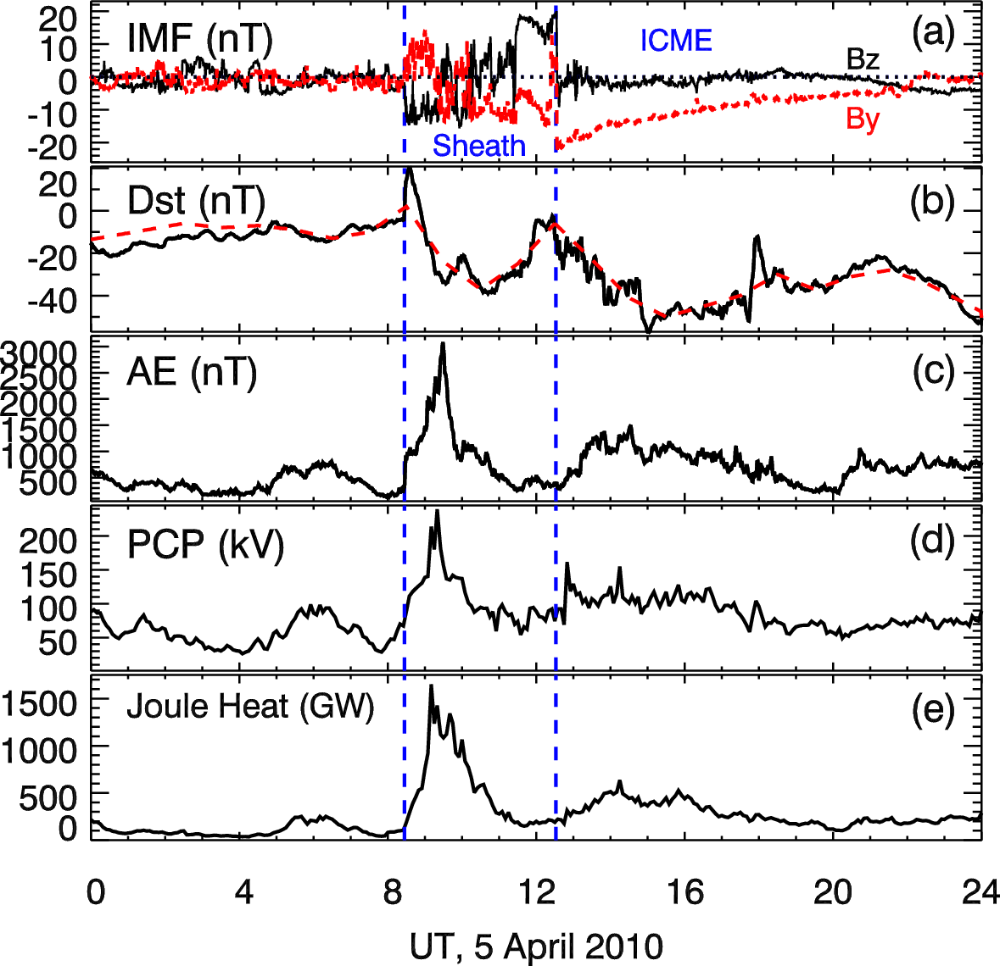 20
10
0
-10
-20
IMF (nT)
(a)
ICME
Bz
By
Sheath
20
0
-20
-40
Dst (nT)
(b)
3000
2500
2000
1500
1000
500
AE (nT)
(c)
200
150
100
50
PCP (kV)
(d)
1500
1000
500
0
Joule Heat (GW)
(e)
0 4 8 12 16 20 24
UT, 5 April 2010